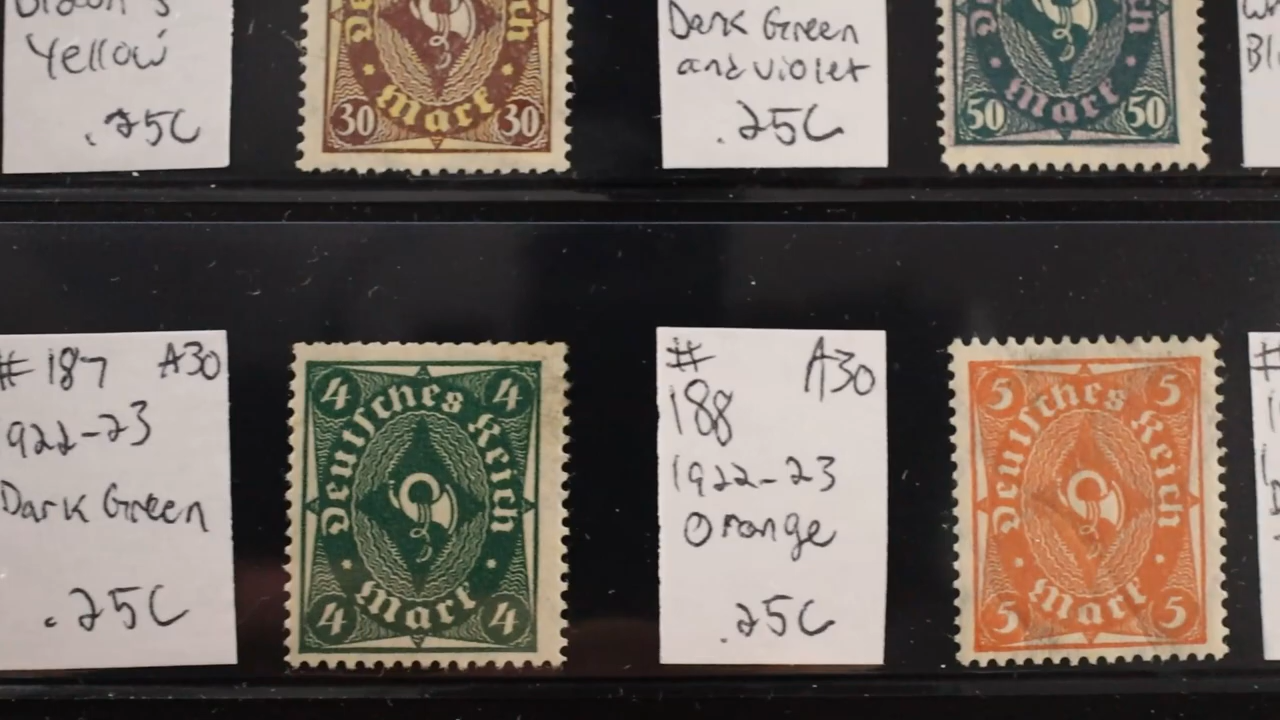 Yellow
.25C
30 Mark 30
Dark Green
and violet
.25C
50 Mark 50
Bl
# 187 A30
1922-23
Dark Green
.25C
4 4
Deutsches Reich
Mark
4 4
# A30
188
1922-23
Orange
.25C
5 5
Deutsches Reich
Mark
5 5
#